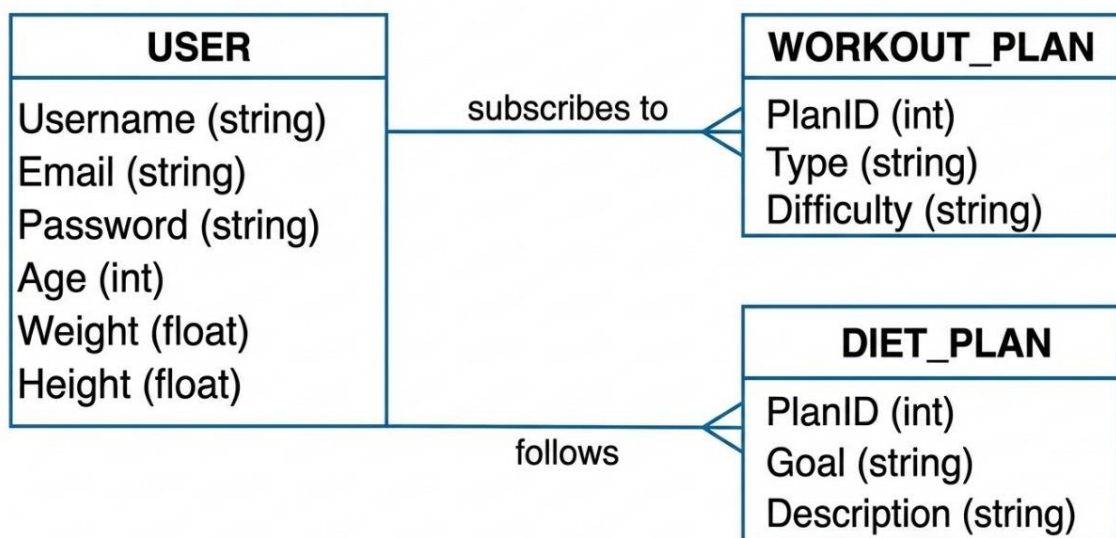 USER
Username (string)
Email (string)
Password (string)
Age (int)
Weight (float)
Height (float)
subscribes to
follows
WORKOUT_PLAN
PlanID (int)
Type (string)
Difficulty (string)
DIET_PLAN
PlanID (int)
Goal (string)
Description (string)